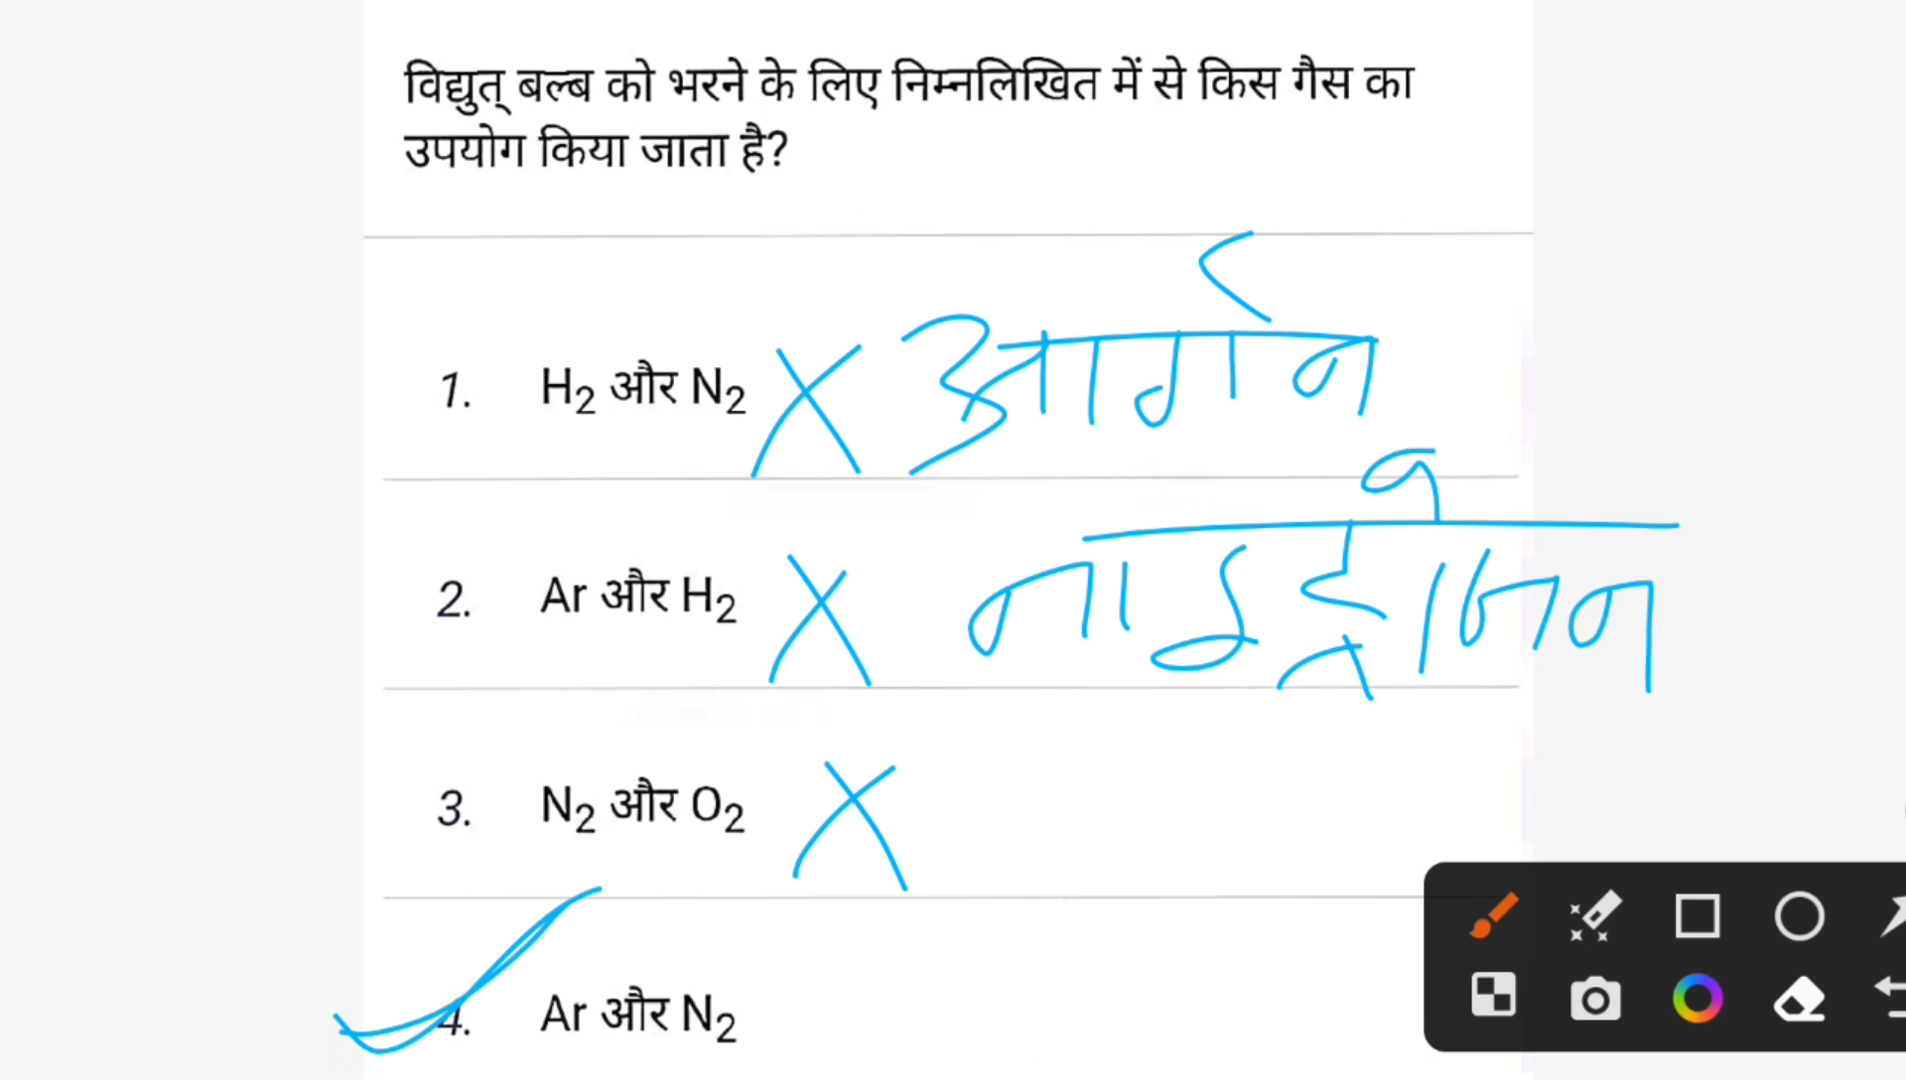 विद्युत् बल्ब को भरने के लिए निम्नलिखित में से किस गैस का
उपयोग किया जाता है?
1. H₂ और N₂ X आर्गन
2. Ar और H₂ X नाइट्रोजन
3. N₂ और O₂ X
4. Ar और N₂